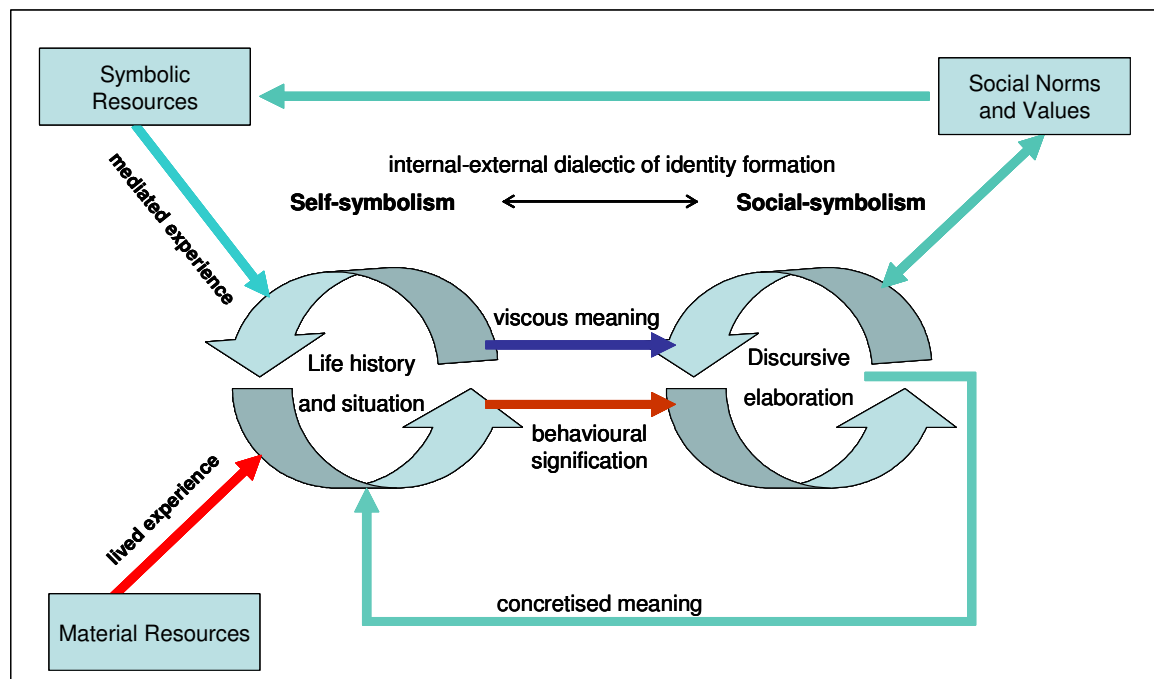 Symbolic
Resources
Social Norms
and Values
internal-external dialectic of identity formation
Self-symbolism
Social-symbolism
mediated experience
viscous meaning
Life history
and situation
Discursive
elaboration
behavioural
signification
lived experience
concretised meaning
Material Resources